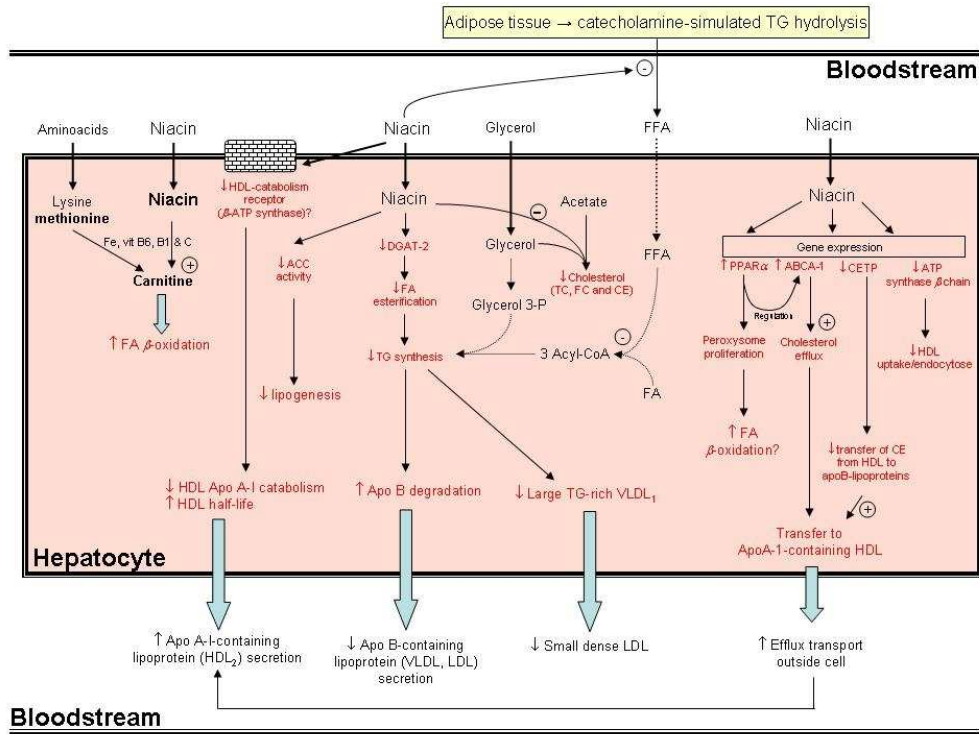 Adipose tissue → catecholamine-simulated TG hydrolysis
Bloodstream
-
Aminoacids
Niacin
Niacin
Glycerol
FFA
Niacin
Lysine
methionine
Niacin
Fe, vit B6, B1 & C
+
Carnitine
↑ FA β-oxidation
↓HDL-catabolism
receptor
(β-ATP synthase)?
Niacin
↓ACC
activity
↓ lipogenesis
↓DGAT-2
↓FA
esterification
↓TG synthesis
Glycerol
Glycerol 3-P
-
Acetate
↓Cholesterol
(TC, FC and CE)
FFA
-
3 Acyl-CoA
FA
Niacin
Gene expression
↑PPARα
↑ABCA-1
↓CETP
↓ATP
synthase βchain
Regulation
+
Peroxysome
proliferation
Cholesterol
efflux
↓HDL
uptake/endocytose
↑FA
β-oxidation?
↓transfer of CE
from HDL to
apoB-lipoproteins
+
↓ HDL Apo A-I catabolism
↑ HDL half-life
↑ Apo B degradation
↓ Large TG-rich VLDL₁
Transfer to
ApoA-1-containing HDL
Hepatocyte
↑ Apo A-I-containing
lipoprotein (HDL₂) secretion
↓ Apo B-containing
lipoprotein (VLDL, LDL)
secretion
↓ Small dense LDL
↑ Efflux transport
outside cell
Bloodstream